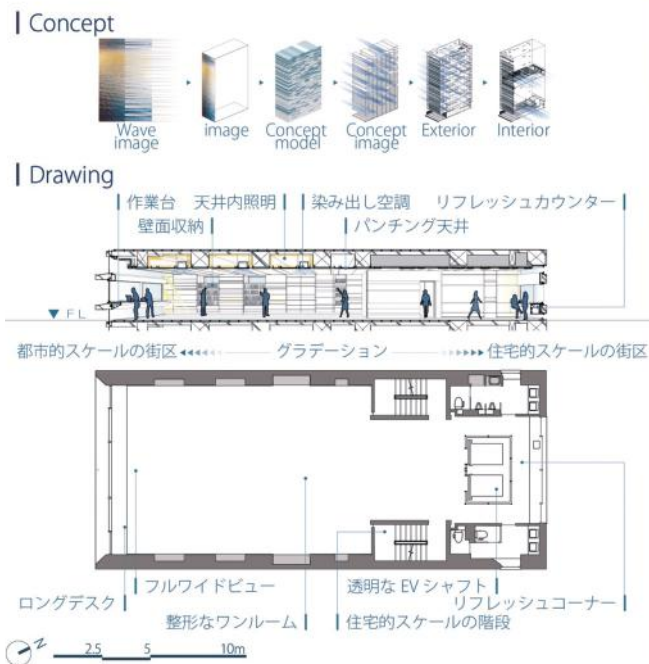 Concept
Wave image
image
Concept model
Concept image
Exterior
Interior
Drawing
作業台 天井内照明 染み出し空調 リフレッシュカウンター
壁面収納 パンチング天井
FL
都市的スケールの街区 グラデーション 住宅的スケールの街区
フルワイドビュー 透明な EV シャフト
ロングデスク リフレッシュコーナー
整形なワンルーム 住宅的スケールの階段
N 2.5 5 10m